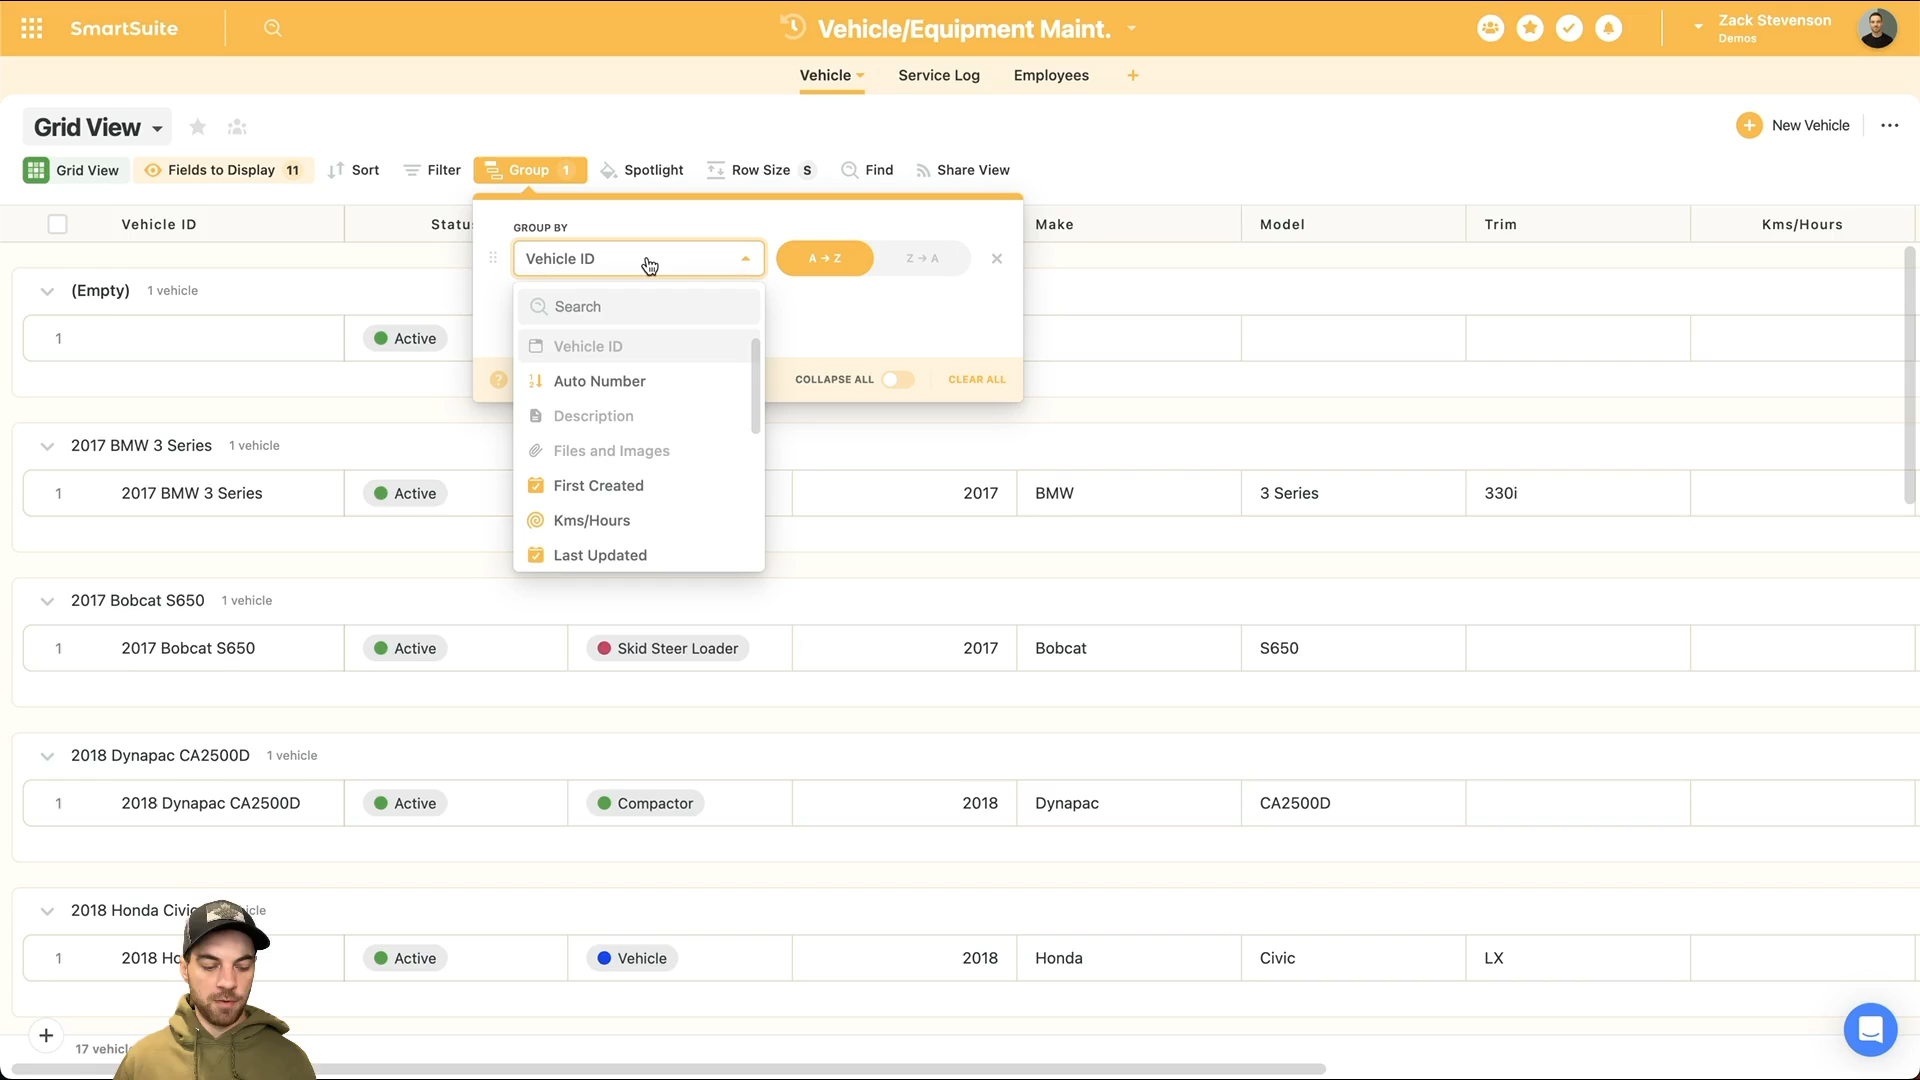 SmartSuite
Vehicle/Equipment Maint.
Zack Stevenson
Demos
Vehicle
Service Log
Employees
Grid View
New Vehicle
Grid View
Fields to Display 11
Sort
Filter
Group 1
Spotlight
Row Size S
Find
Share View
Vehicle ID
Make
Model
Trim
Kms/Hours
GROUP BY
Vehicle ID
A → Z
Z → A
Search
Vehicle ID
Auto Number
Description
Files and Images
First Created
Kms/Hours
Last Updated
?
COLLAPSE ALL
CLEAR ALL
(Empty) 1 vehicle
1 Active
2017 BMW 3 Series 1 vehicle
1 2017 BMW 3 Series Active 2017 BMW 3 Series 330i
2017 Bobcat S650 1 vehicle
1 2017 Bobcat S650 Active Skid Steer Loader 2017 Bobcat S650
2018 Dynapac CA2500D 1 vehicle
1 2018 Dynapac CA2500D Active Compactor 2018 Dynapac CA2500D
2018 Honda
1 2018 Active Vehicle 2018 Honda Civic LX
17